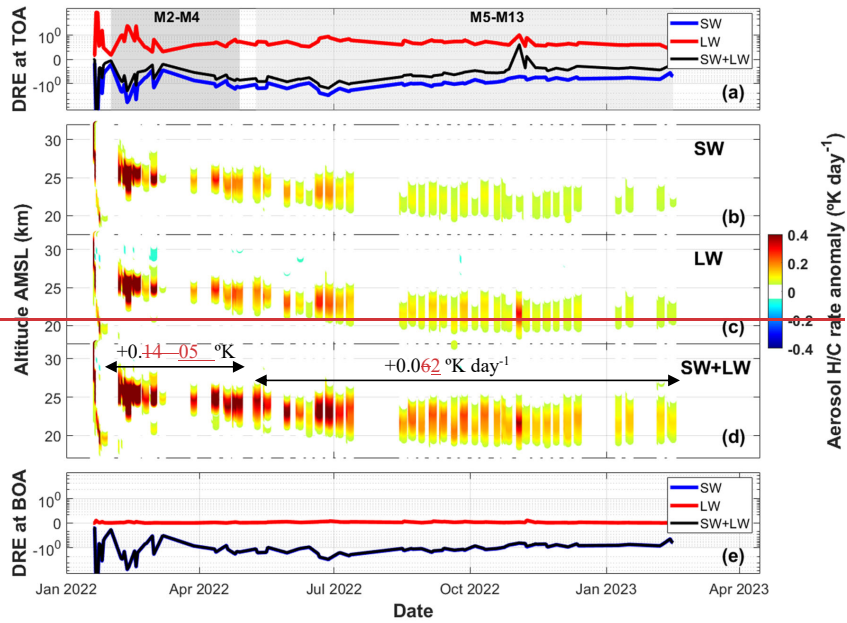 M2-M4
M5-M13
DRE at TOA
10⁰
0
-10⁰
SW
LW
SW+LW
(a)
30
25
20
SW
(b)
30
25
20
LW
(c)
Altitude AMSL (km)
+0.14 05 ºK
+0.062 ºK day⁻¹
SW+LW
30
25
20
(d)
0.4
0.2
0
-0.2
-0.4
Aerosol H/C rate anomaly (ºK day⁻¹)
DRE at BOA
10⁰
0
-10⁰
SW
LW
SW+LW
(e)
Jan 2022
Apr 2022
Jul 2022
Oct 2022
Jan 2023
Apr 2023
Date